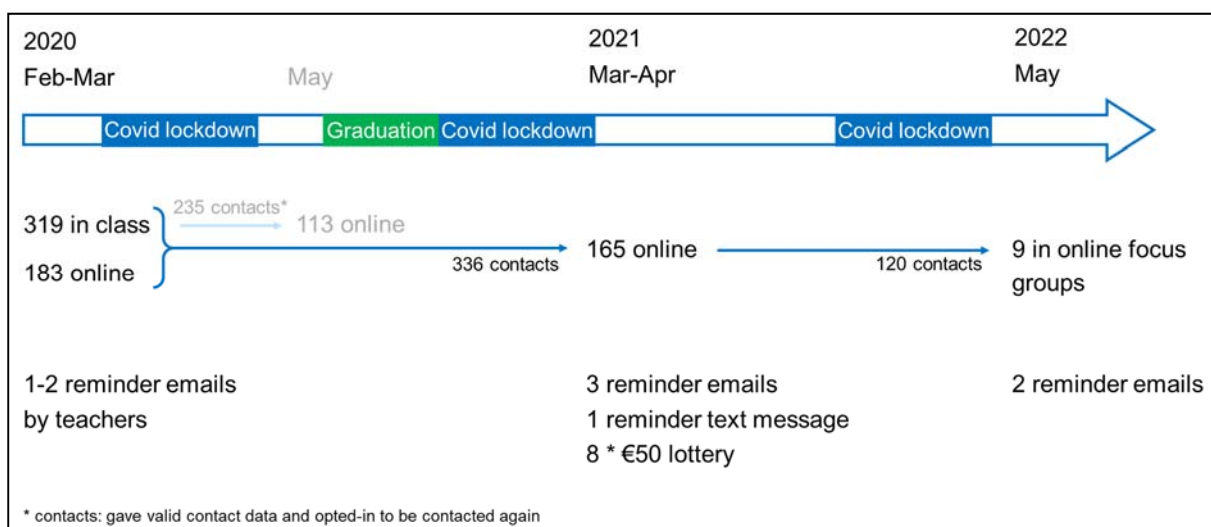 2020
Feb-Mar
May
2021
Mar-Apr
2022
May
Covid lockdown
Graduation
Covid lockdown
Covid lockdown
319 in class
183 online
235 contacts*
113 online
336 contacts
165 online
120 contacts
9 in online focus
groups
1-2 reminder emails
by teachers
3 reminder emails
1 reminder text message
8 * €50 lottery
2 reminder emails
* contacts: gave valid contact data and opted-in to be contacted again